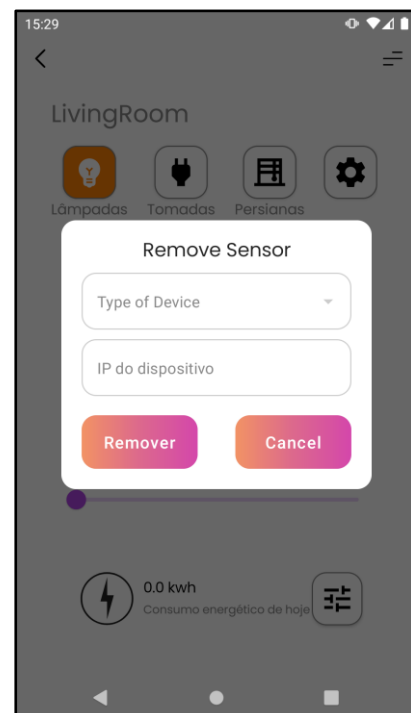 15:29
LivingRoom
Lâmpadas Tomadas Persianas
Remove Sensor
Type of Device
IP do dispositivo
Remover Cancel
0.0 kwh
Consumo energético de hoje